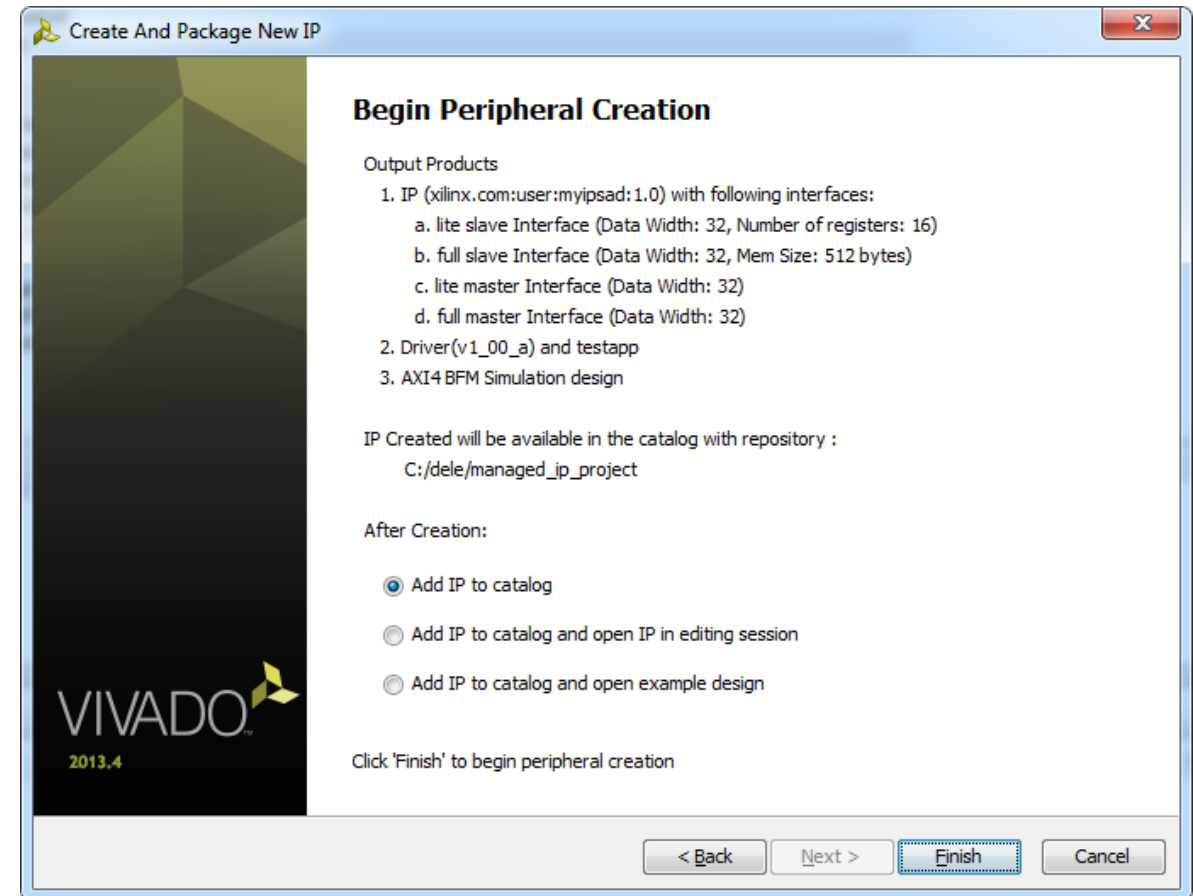 Create And Package New IP
Begin Peripheral Creation
Output Products
1. IP (xilinx.com:user:myipsad:1.0) with following interfaces:
a. lite slave Interface (Data Width: 32, Number of registers: 16)
b. full slave Interface (Data Width: 32, Mem Size: 512 bytes)
c. lite master Interface (Data Width: 32)
d. full master Interface (Data Width: 32)
2. Driver(v1_00_a) and testapp
3. AXI4 BFM Simulation design
IP Created will be available in the catalog with repository :
C:/dele/managed_ip_project
After Creation:
Add IP to catalog
Add IP to catalog and open IP in editing session
Add IP to catalog and open example design
VIVADO™
2013.4
Click 'Finish' to begin peripheral creation
< Back Next > Finish Cancel